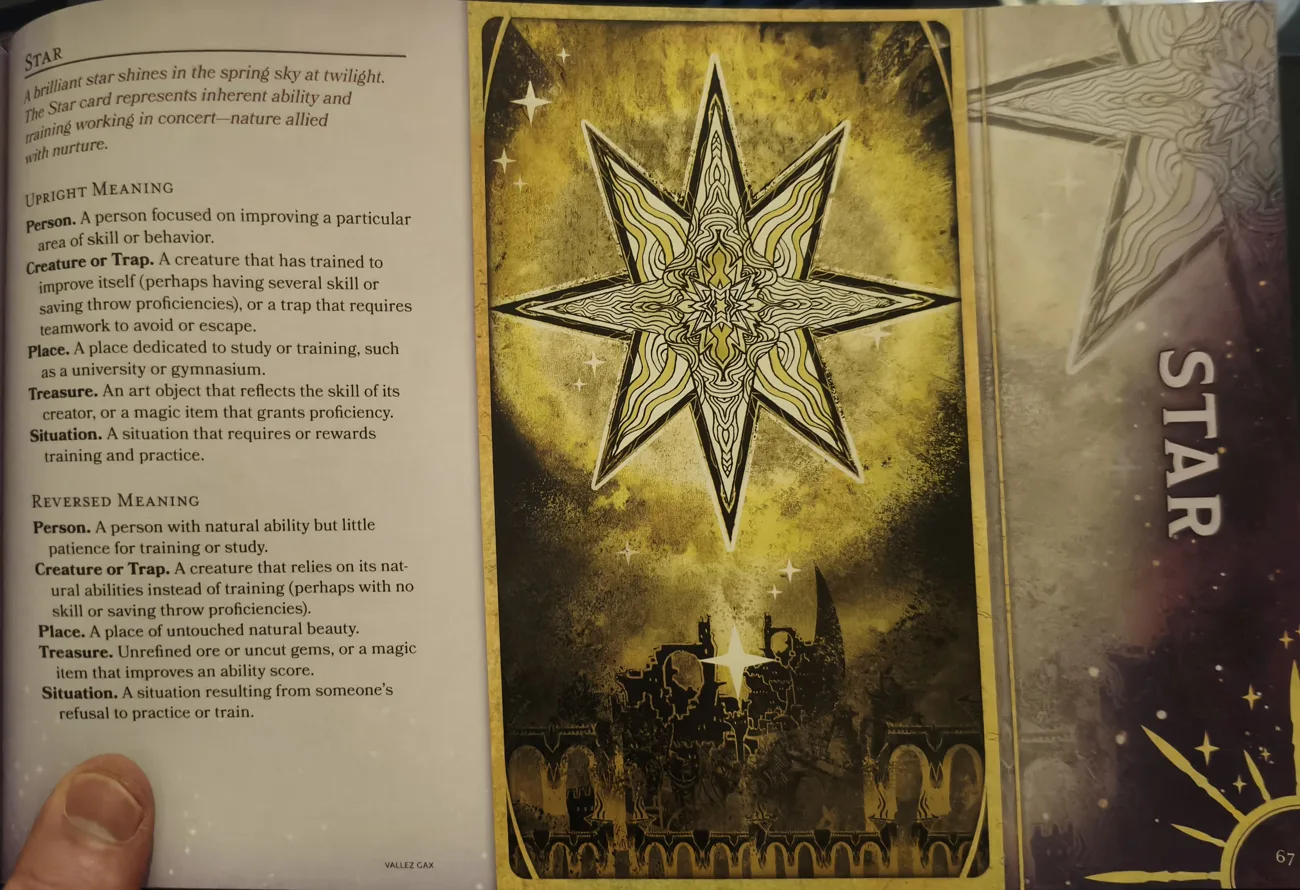 STAR
A brilliant star shines in the spring sky at twilight.
The Star card represents inherent ability and
training working in concert—nature allied
with nurture.
UPRIGHT MEANING
Person. A person focused on improving a particular
area of skill or behavior.
Creature or Trap. A creature that has trained to
improve itself (perhaps having several skill or
saving throw proficiencies), or a trap that requires
teamwork to avoid or escape.
Place. A place dedicated to study or training, such
as a university or gymnasium.
Treasure. An art object that reflects the skill of its
creator, or a magic item that grants proficiency.
Situation. A situation that requires or rewards
training and practice.
REVERSED MEANING
Person. A person with natural ability but little
patience for training or study.
Creature or Trap. A creature that relies on its nat-
ural abilities instead of training (perhaps with no
skill or saving throw proficiencies).
Place. A place of untouched natural beauty.
Treasure. Unrefined ore or uncut gems, or a magic
item that improves an ability score.
Situation. A situation resulting from someone's
refusal to practice or train.
VALLEZ GAX
STAR
67